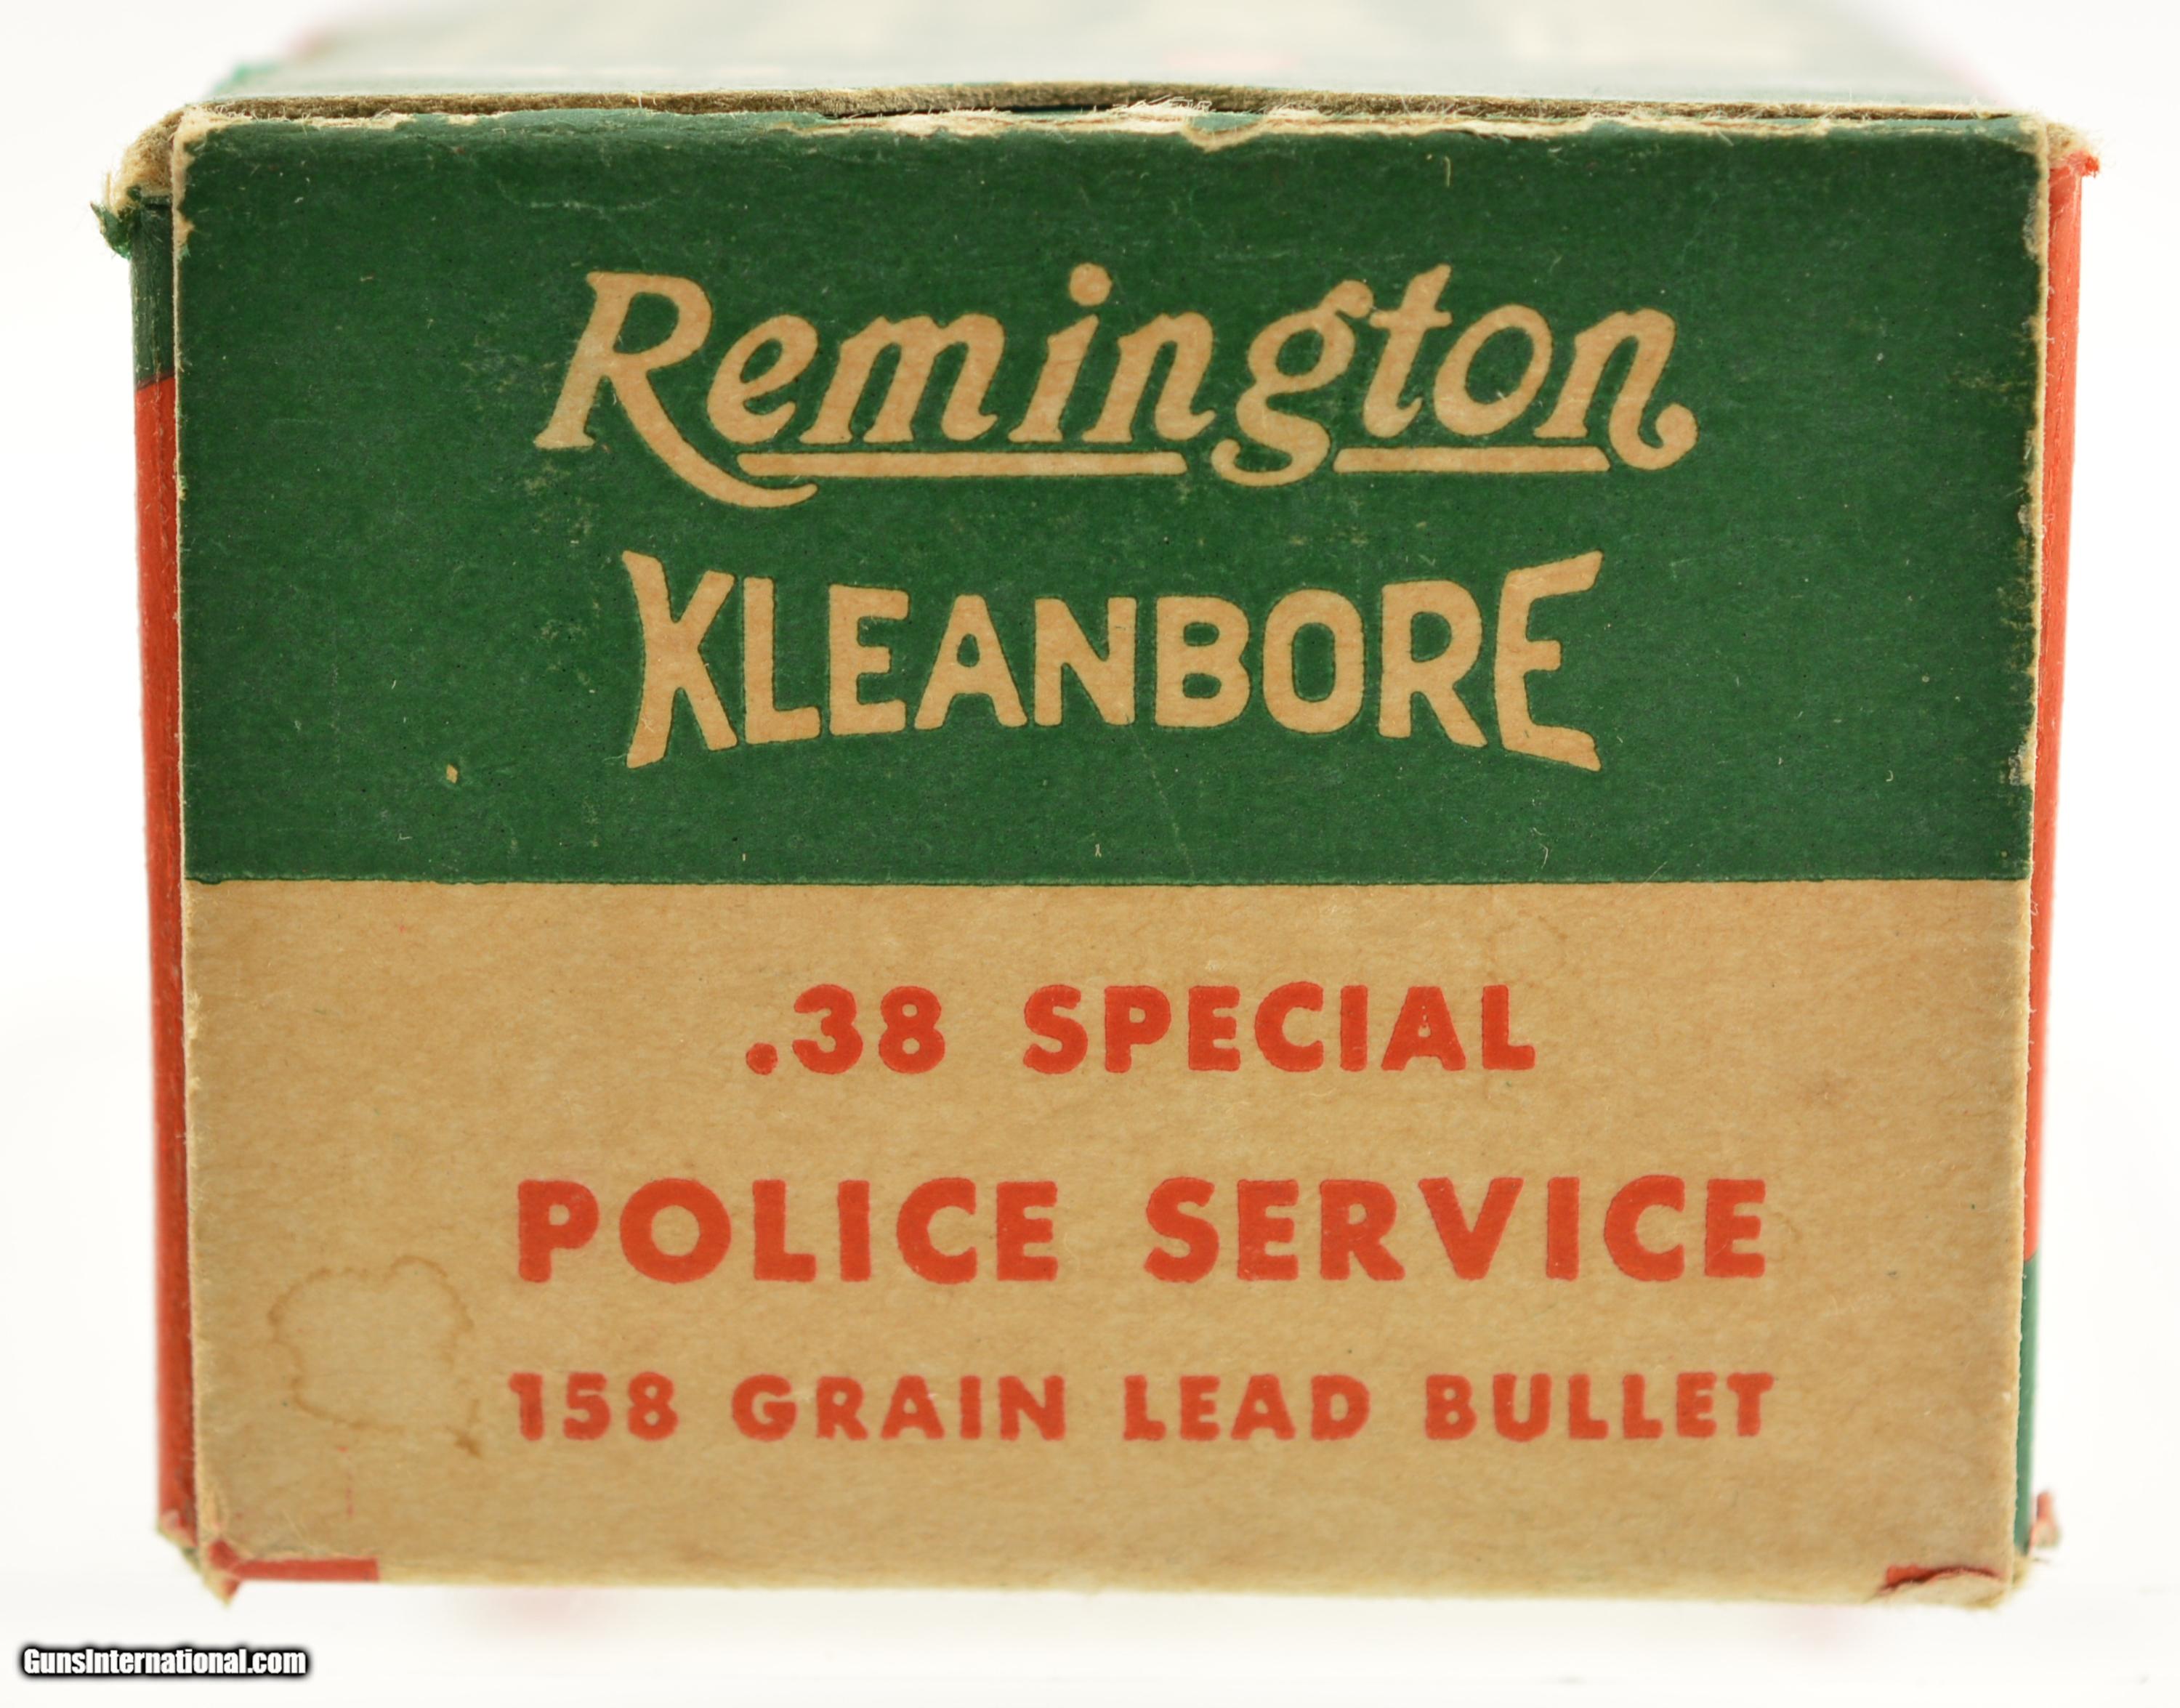 Remington
KLEANBORE
.38 SPECIAL
POLICE SERVICE
158 GRAIN LEAD BULLET
GunsInternational.com